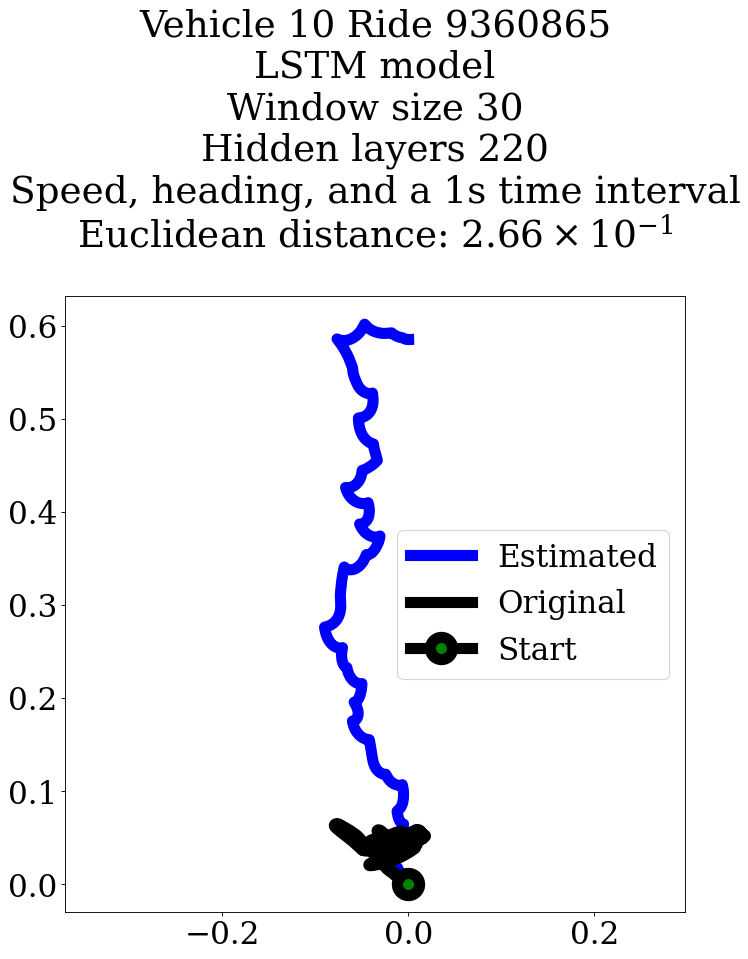 Vehicle 10 Ride 9360865
LSTM model
Window size 30
Hidden layers 220
Speed, heading, and a 1s time interval
Euclidean distance: 2.66 × 10⁻¹
0.6
0.5
0.4
0.3
0.2
0.1
0.0
Estimated
Original
Start
−0.2 0.0 0.2